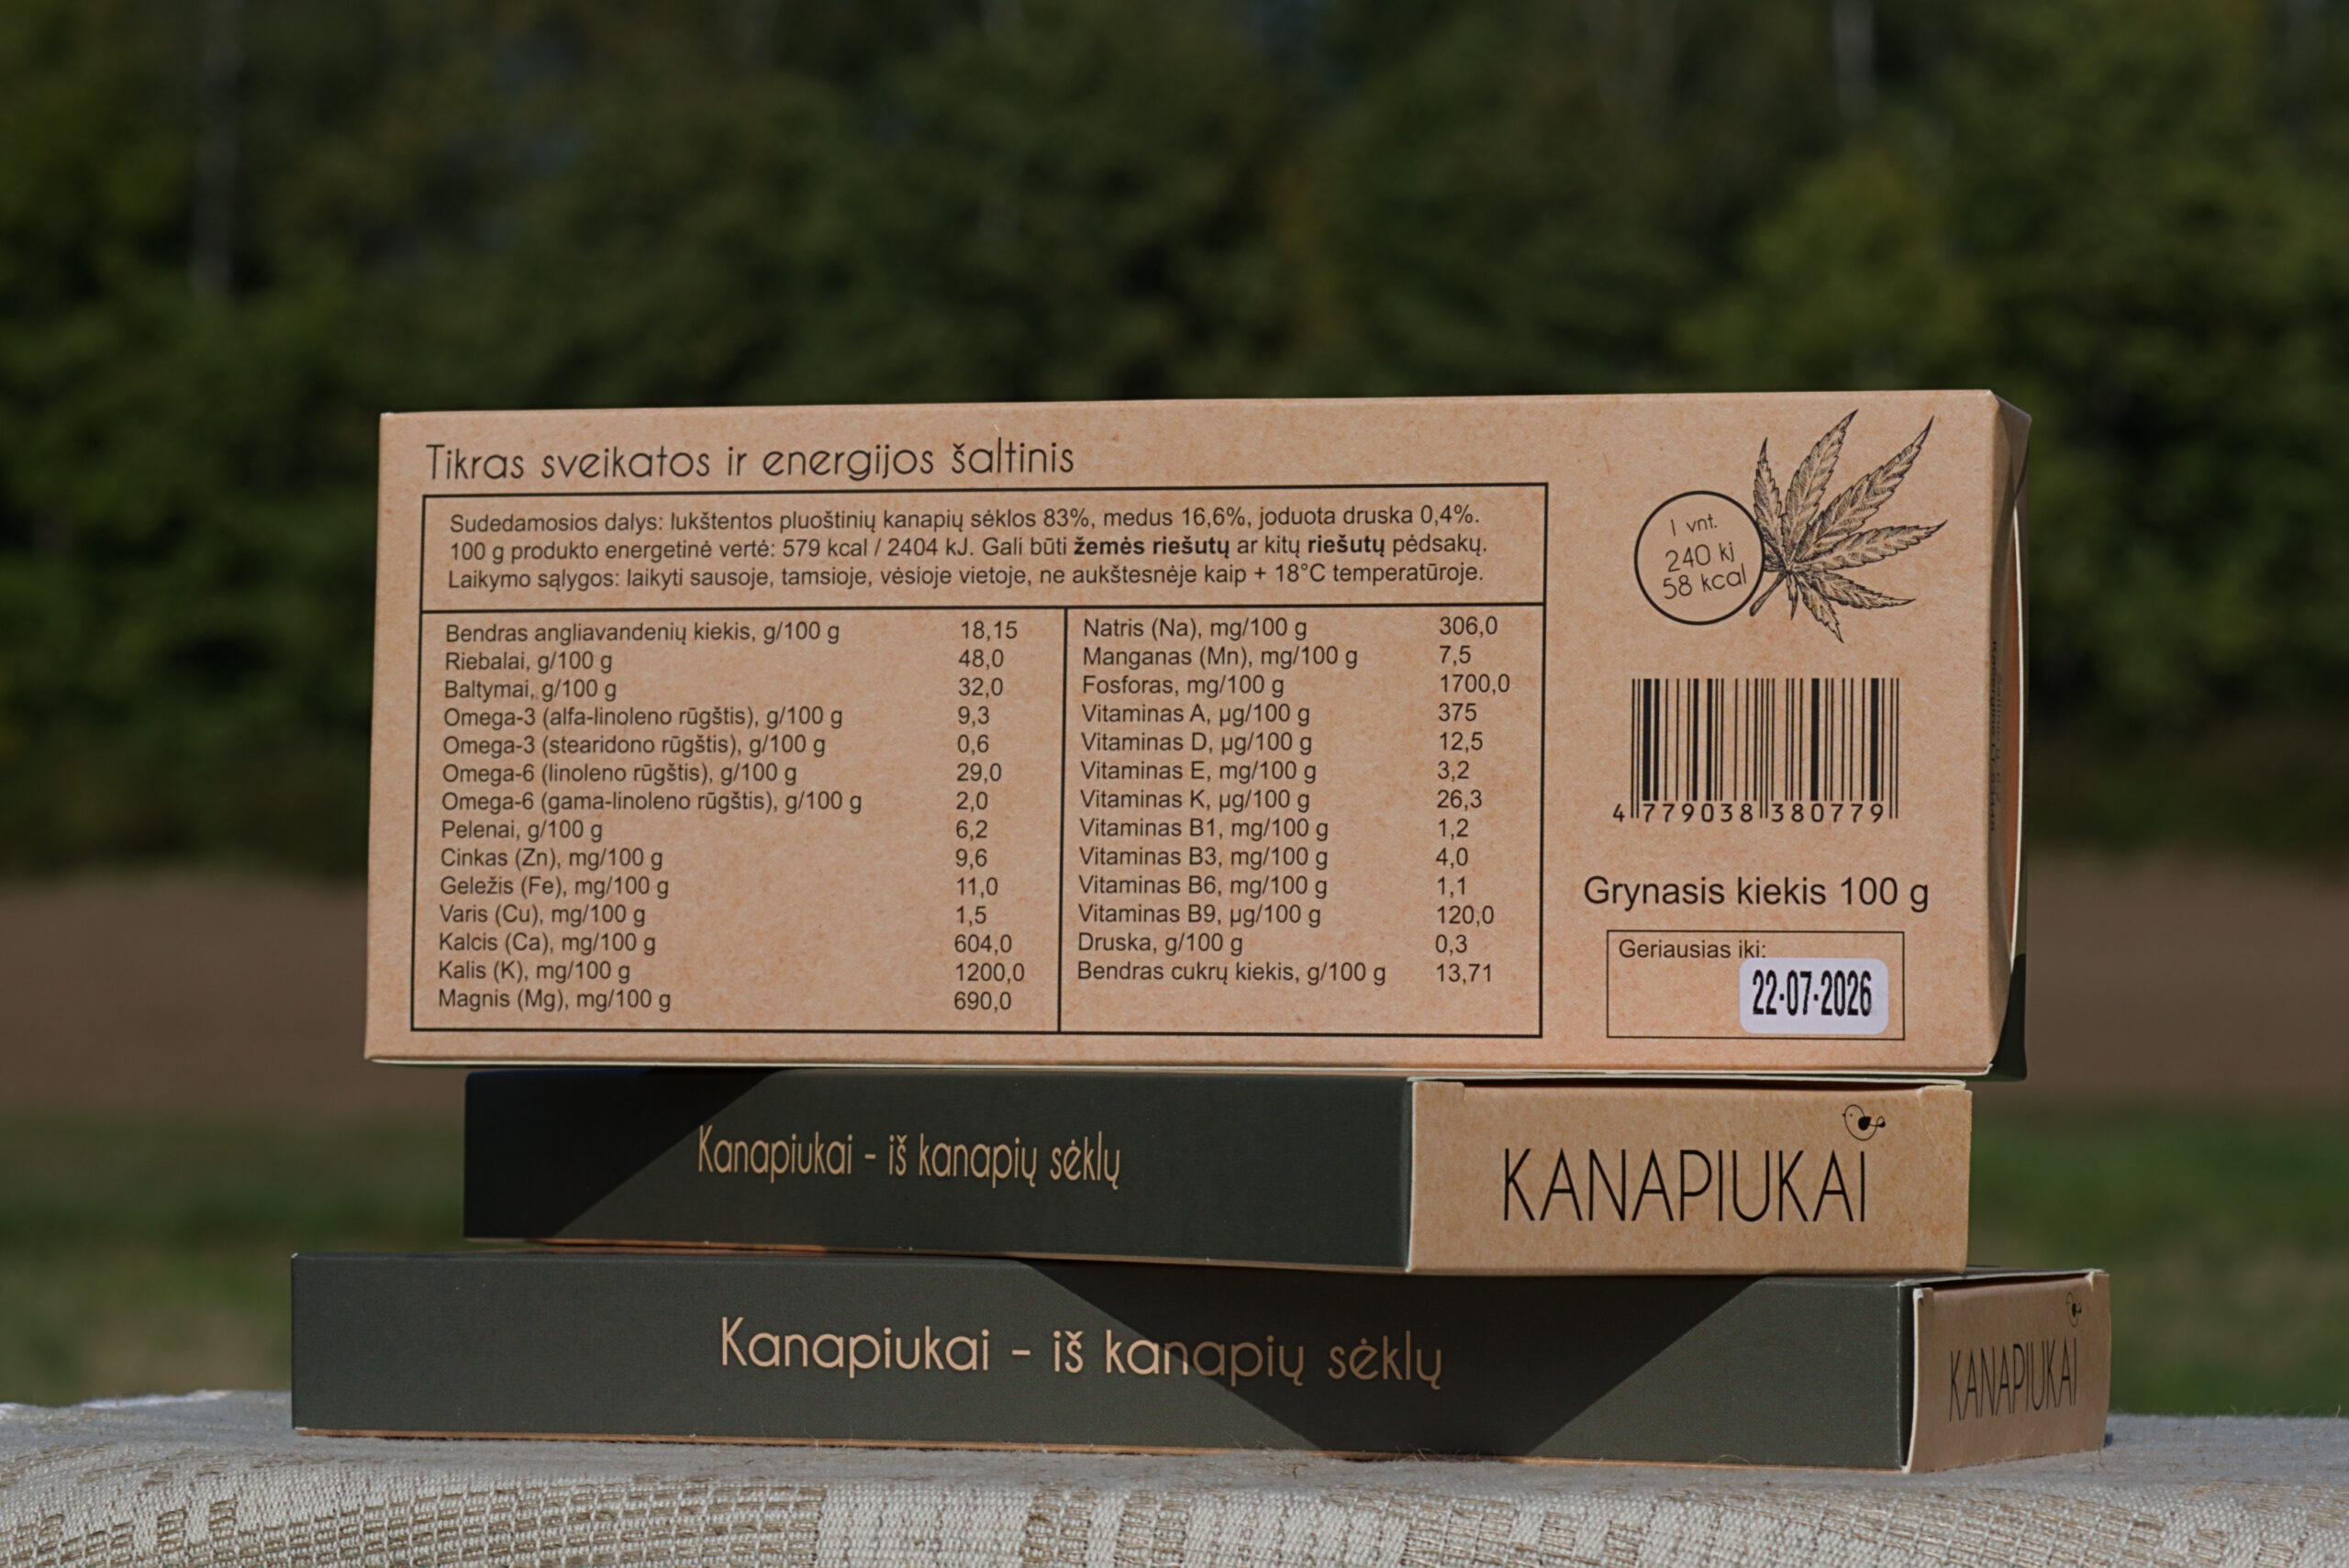 Tikras sveikatos ir energijos šaltinis
Sudedamosios dalys: lukštentos pluoštinių kanapių sėklos 83%, medus 16,6%, joduota druska 0,4%.
100 g produkto energetinė vertė: 579 kcal / 2404 kJ. Gali būti žemės riešutų ar kitų riešutų pėdsakų.
Laikymo sąlygos: laikyti sausoje, tamsioje, vėsioje vietoje, ne aukštesnėje kaip + 18°C temperatūroje.
Bendras angliavandenių kiekis, g/100 g 18,15
Riebalai, g/100 g 48,0
Baltymai, g/100 g 32,0
Omega-3 (alfa-linoleno rūgštis), g/100 g 9,3
Omega-3 (stearidono rūgštis), g/100 g 0,6
Omega-6 (linoleno rūgštis), g/100 g 29,0
Omega-6 (gama-linoleno rūgštis), g/100 g 2,0
Pelenai, g/100 g 6,2
Cinkas (Zn), mg/100 g 9,6
Geležis (Fe), mg/100 g 11,0
Varis (Cu), mg/100 g 1,5
Kalcis (Ca), mg/100 g 604,0
Kalis (K), mg/100 g 1200,0
Magnis (Mg), mg/100 g 690,0
Natris (Na), mg/100 g 306,0
Manganas (Mn), mg/100 g 7,5
Fosforas, mg/100 g 1700,0
Vitaminas A, µg/100 g 375
Vitaminas D, µg/100 g 12,5
Vitaminas E, mg/100 g 3,2
Vitaminas K, µg/100 g 26,3
Vitaminas B1, mg/100 g 1,2
Vitaminas B3, mg/100 g 4,0
Vitaminas B6, mg/100 g 1,1
Vitaminas B9, µg/100 g 120,0
Druska, g/100 g 0,3
Bendras cukrų kiekis, g/100 g 13,71
1 vnt.
240 kj
58 kcal
4 779038 380779
Grynasis kiekis 100 g
Geriausias iki:
22-07-2026
Kanapiukai - iš kanapių sėklų
KANAPIUKAI
Kanapiukai - iš kanapių sėklų
KANAPIUKAI